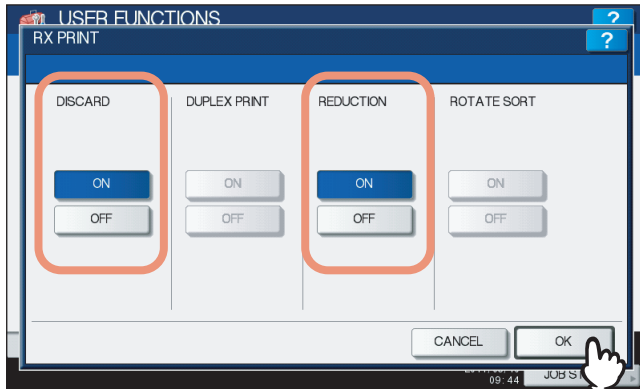 USER FUNCTIONS
?
RX PRINT
?
DISCARD
DUPLEX PRINT
REDUCTION
ROTATE SORT
ON
ON
ON
ON
OFF
OFF
OFF
OFF
CANCEL
OK
09:44
JOB